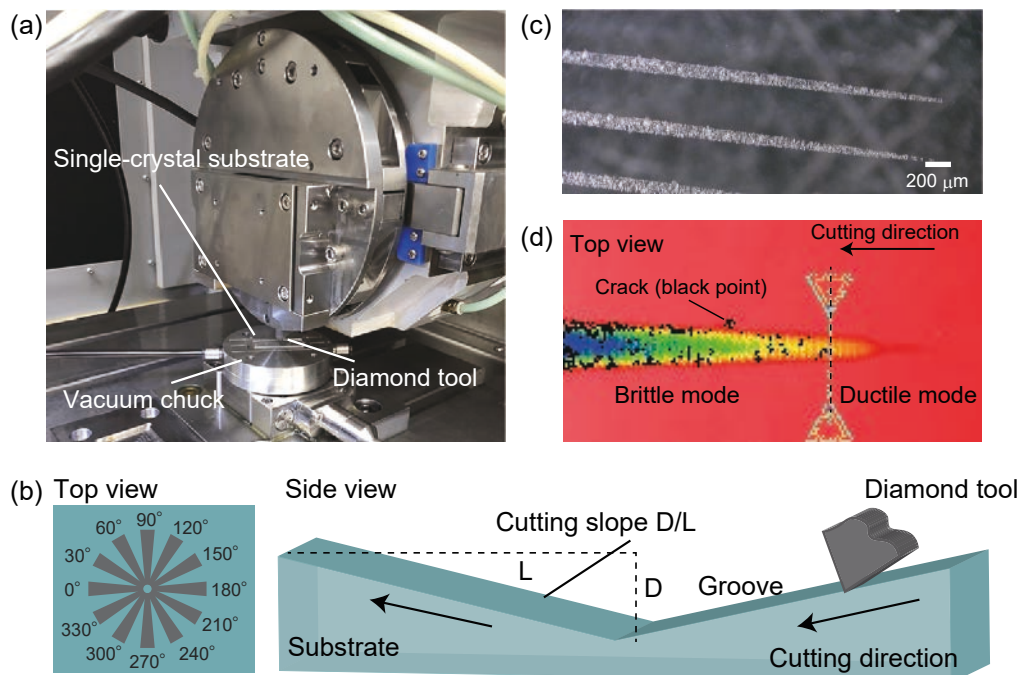 (a)
Single-crystal substrate
Vacuum chuck
Diamond tool
(c)
200 μm
(d)
Top view
Cutting direction
Crack (black point)
Brittle mode
Ductile mode
(b)
Top view
90°
60°
120°
30°
150°
0°
180°
330°
210°
300°
240°
270°
Side view
Diamond tool
Cutting slope D/L
L
D
Groove
Substrate
Cutting direction